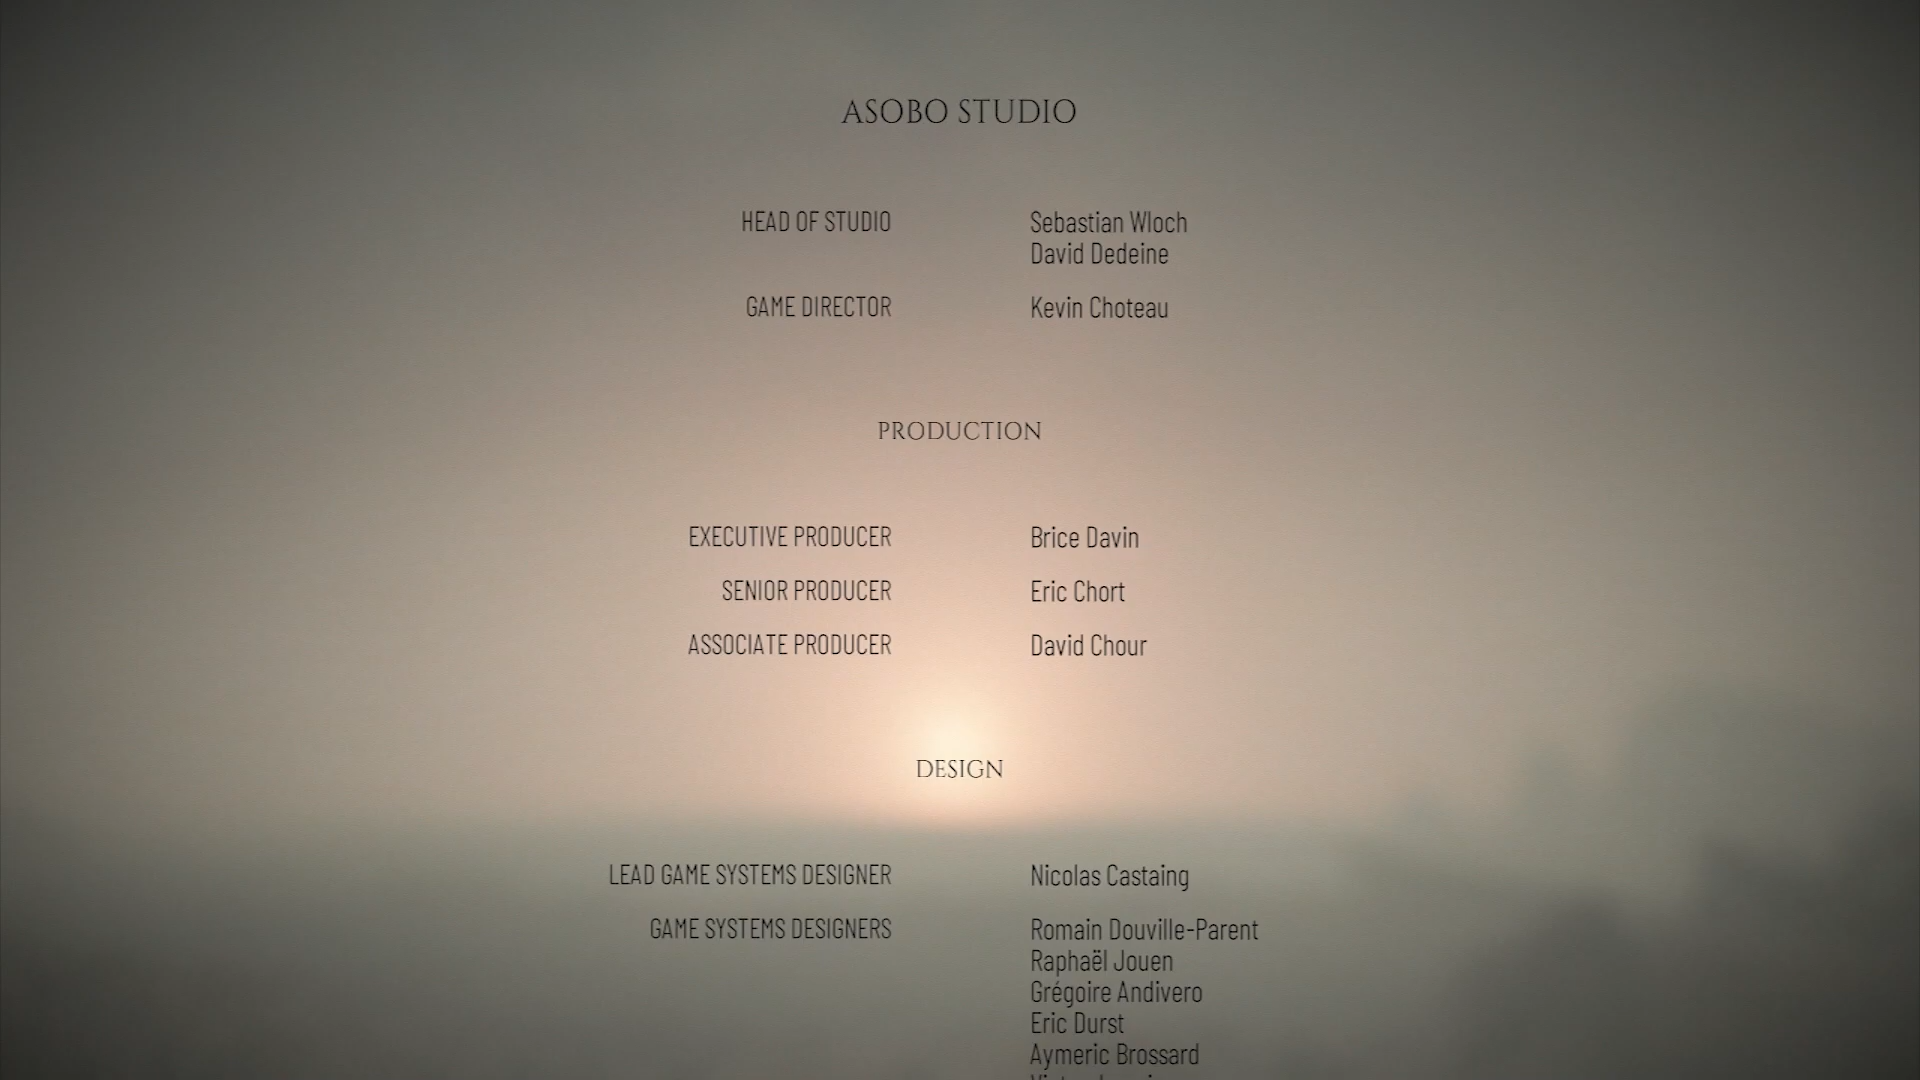 ASOBO STUDIO
HEAD OF STUDIO Sebastian Wloch
David Dedeine
GAME DIRECTOR Kevin Choteau
PRODUCTION
EXECUTIVE PRODUCER Brice Davin
SENIOR PRODUCER Eric Chort
ASSOCIATE PRODUCER David Chour
DESIGN
LEAD GAME SYSTEMS DESIGNER Nicolas Castaing
GAME SYSTEMS DESIGNERS Romain Douville-Parent
Raphaël Jouen
Grégoire Andivero
Eric Durst
Aymeric Brossard